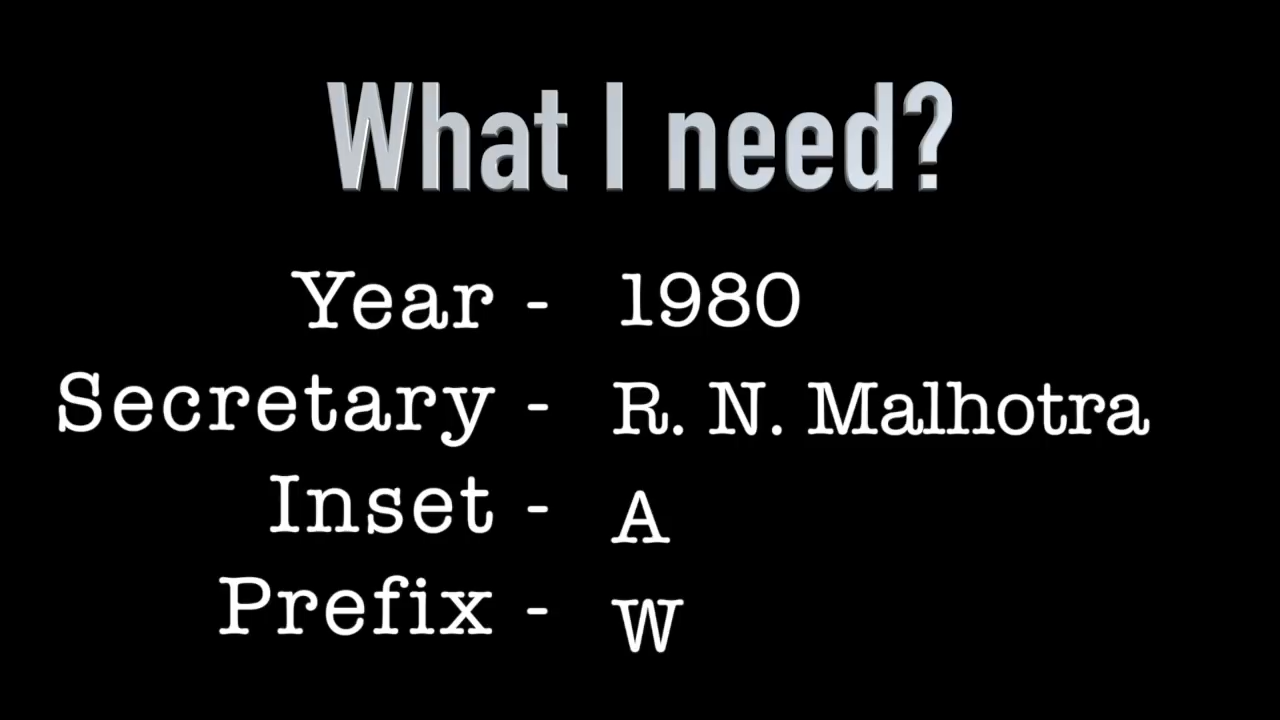 What I need?
Year - 1980
Secretary - R. N. Malhotra
Inset - A
Prefix - W